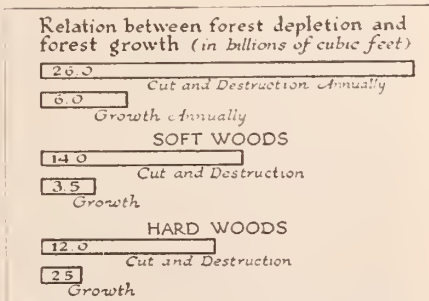 Relation between forest depletion and
forest growth (in billions of cubic feet)
26.0
Cut and Destruction Annually
6.0
Growth Annually
SOFT WOODS
14.0
Cut and Destruction
3.5
Growth
HARD WOODS
12.0
Cut and Destruction
25
Growth